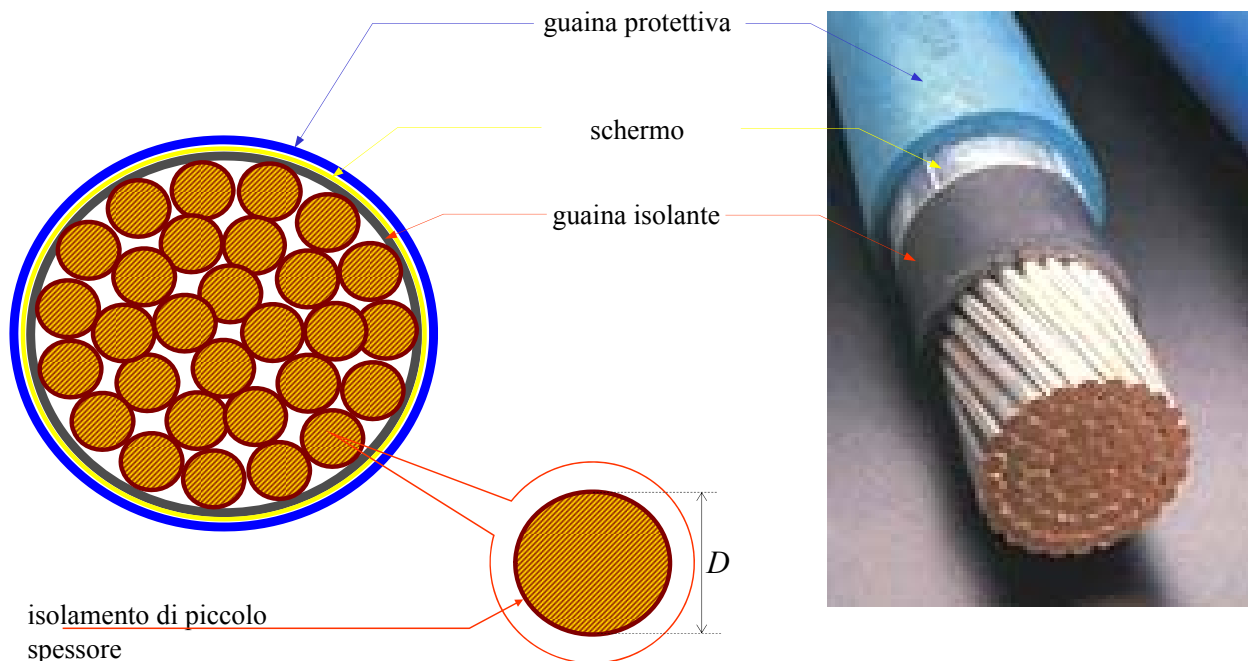 guaina protettiva
schermo
guaina isolante
D
isolamento di piccolo
spessore